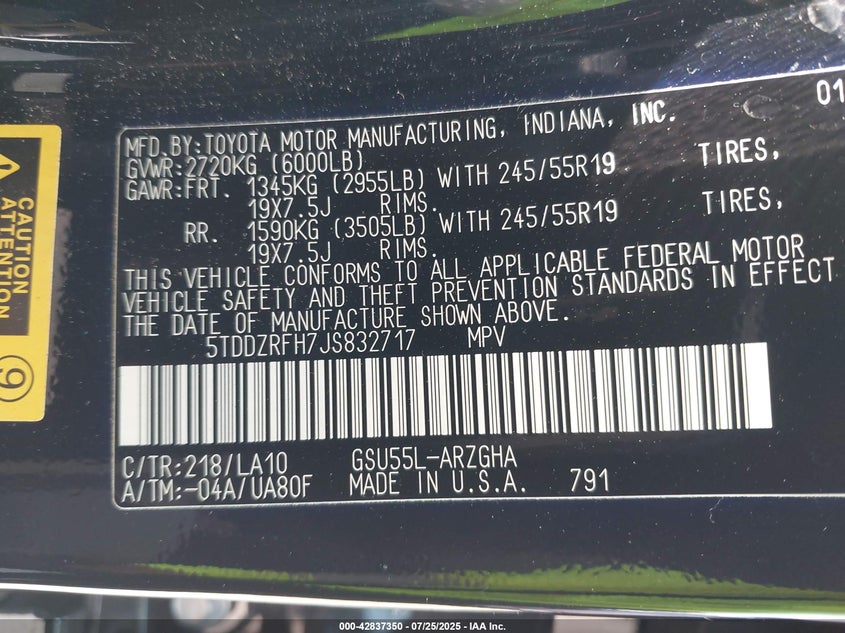 01
MFD.BY:TOYOTA MOTOR MANUFACTURING, INDIANA, INC.
GVWR:2720KG (6000LB)
GAWR:FRT. 1345KG (2955LB) WITH 245/55R19 TIRES,
19X7.5J RIMS.
RR. 1590KG (3505LB) WITH 245/55R19 TIRES,
19X7.5J RIMS.
THIS VEHICLE CONFORMS TO ALL APPLICABLE FEDERAL MOTOR
VEHICLE SAFETY AND THEFT PREVENTION STANDARDS IN EFFECT
THE DATE OF MANUFACTURE SHOWN ABOVE.
5TDDZRFH7JS832717 MPV
C/TR:218/LA10 GSU55L-ARZGHA
A/TM:-04A/UA80F MADE IN U.S.A. 791
CAUTION
ATTENTION
9
000-42837350 - 07/25/2025 - IAA Inc.